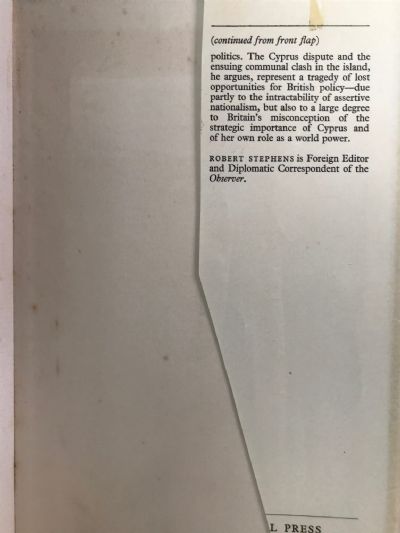 (continued from front flap)
politics. The Cyprus dispute and the
ensuing communal clash in the island,
he argues, represent a tragedy of lost
opportunities for British policy—due
partly to the intractability of assertive
nationalism, but also to a large degree
to Britain's misconception of the
strategic importance of Cyprus and
of her own role as a world power.
ROBERT STEPHENS is Foreign Editor
and Diplomatic Correspondent of the
Observer.
L PRESS